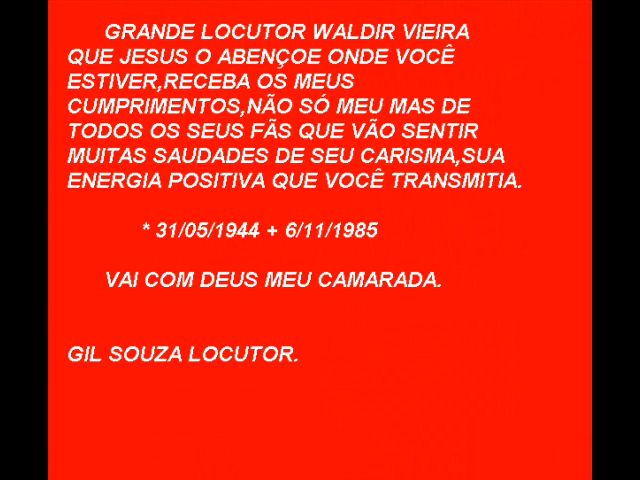 GRANDE LOCUTOR WALDIR VIEIRA
QUE JESUS O ABENÇOE ONDE VOCÊ
ESTIVER,RECEBA OS MEUS
CUMPRIMENTOS,NÃO SÓ MEU MAS DE
TODOS OS SEUS FÃS QUE VÃO SENTIR
MUITAS SAUDADES DE SEU CARISMA,SUA
ENERGIA POSITIVA QUE VOCÊ TRANSMITIA.
* 31/05/1944 + 6/11/1985
VAI COM DEUS MEU CAMARADA.
GIL SOUZA LOCUTOR.